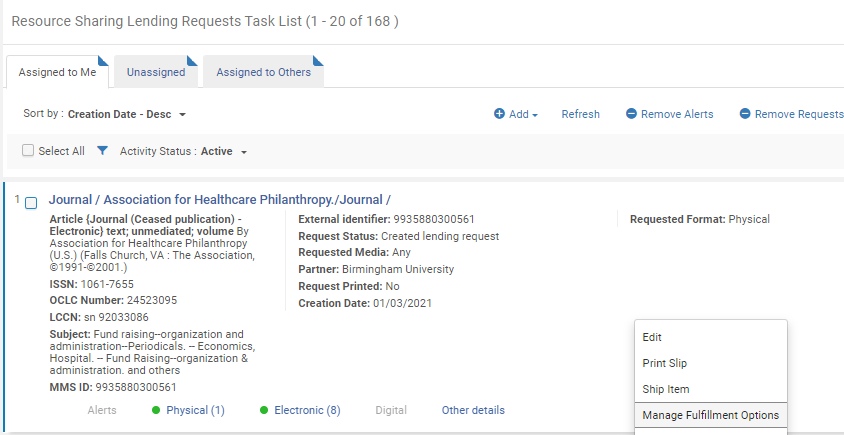 Resource Sharing Lending Requests Task List (1 - 20 of 168 )
Assigned to Me
Unassigned
Assigned to Others
Sort by : Creation Date - Desc
Add
Refresh
Remove Alerts
Remove Requests
Select All
Activity Status : Active
1
Journal / Association for Healthcare Philanthropy./Journal /
Article {Journal (Ceased publication) -
Electronic} text; unmediated; volume By
Association for Healthcare Philanthropy
(U.S.) (Falls Church, VA : The Association,
©1991-©2001.)
ISSN: 1061-7655
OCLC Number: 24523095
LCCN: sn 92033086
Subject: Fund raising--organization and
administration--Periodicals. -- Economics,
Hospital. -- Fund Raising--organization &
administration. and others
MMS ID: 9935880300561
External identifier: 9935880300561
Request Status: Created lending request
Requested Media: Any
Partner: Birmingham University
Request Printed: No
Creation Date: 01/03/2021
Requested Format: Physical
Edit
Print Slip
Ship Item
Manage Fulfillment Options
Alerts
Physical (1)
Electronic (8)
Digital
Other details